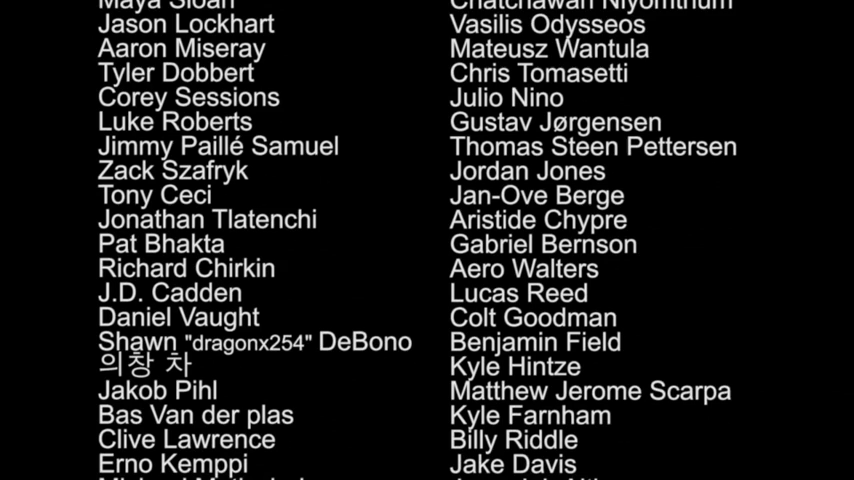 Maya Sloan
Jason Lockhart
Aaron Miseray
Tyler Dobbert
Corey Sessions
Luke Roberts
Jimmy Paillé Samuel
Zack Szafryk
Tony Ceci
Jonathan Tlatenchi
Pat Bhakta
Richard Chirkin
J.D. Cadden
Daniel Vaught
Shawn "dragonx254" DeBono
의창 차
Jakob Pihl
Bas Van der plas
Clive Lawrence
Erno Kemppi
Chatchawan Niyomthum
Vasilis Odysseos
Mateusz Wantula
Chris Tomasetti
Julio Nino
Gustav Jørgensen
Thomas Steen Pettersen
Jordan Jones
Jan-Ove Berge
Aristide Chypre
Gabriel Bernson
Aero Walters
Lucas Reed
Colt Goodman
Benjamin Field
Kyle Hintze
Matthew Jerome Scarpa
Kyle Farnham
Billy Riddle
Jake Davis